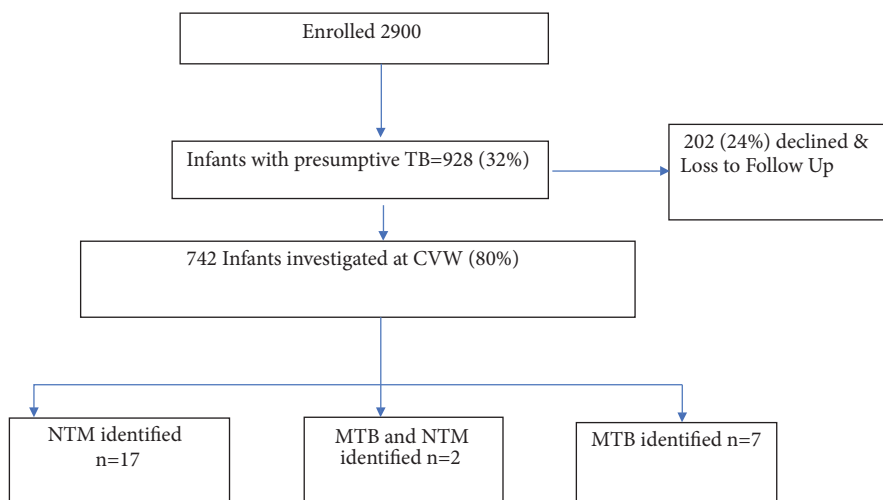 Enrolled 2900
Infants with presumptive TB=928 (32%)
202 (24%) declined &
Loss to Follow Up
742 Infants investigated at CVW (80%)
NTM identified
n=17
MTB and NTM
identified n=2
MTB identified n=7